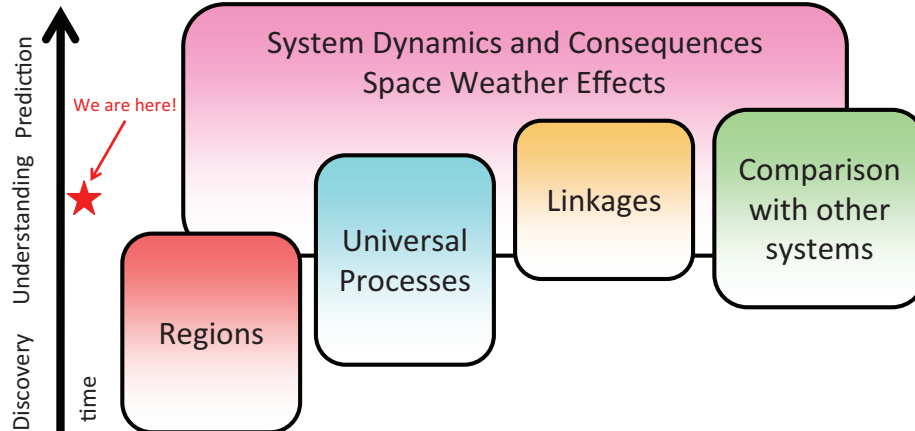 System Dynamics and Consequences
Space Weather Effects
We are here!
Prediction
Understanding
Discovery
time
Regions
Universal
Processes
Linkages
Comparison
with other
systems